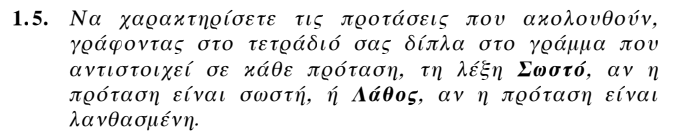 1.5. Να χαρακτηρίσετε τις προτάσεις που ακολουθούν,
γράφοντας στο τετράδιό σας δίπλα στο γράμμα που
αντιστοιχεί σε κάθε πρόταση, τη λέξη Σωστό, αν η
πρόταση είναι σωστή, ή Λάθος, αν η πρόταση είναι
λανθασμένη.